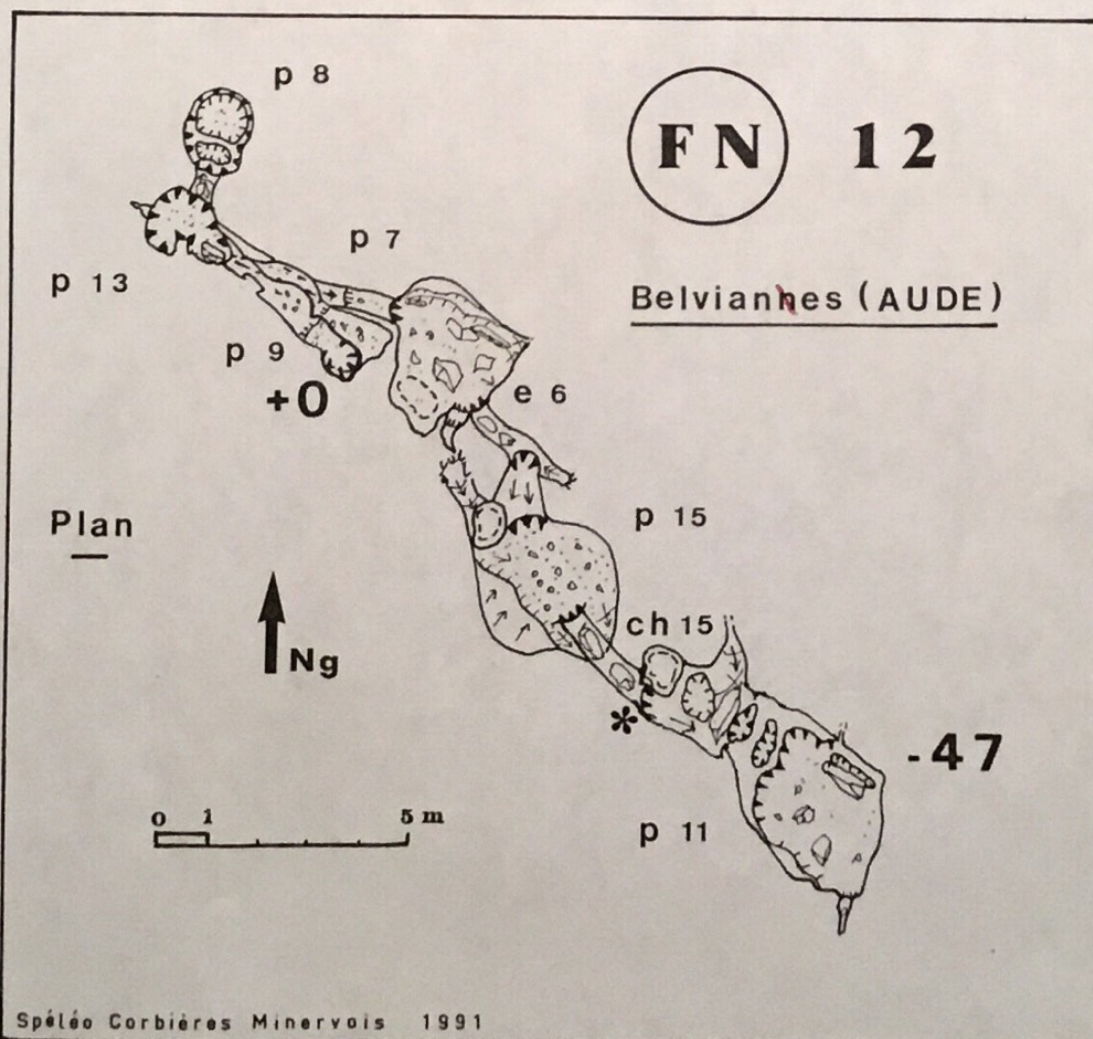 p 8
FN 12
p 7
p 13
Belviannes (AUDE)
p 9
+0
e 6
Plan
p 15
ch 15
Ng
*
-47
0 1 5 m
p 11
Spéléo Corbières Minervois 1991